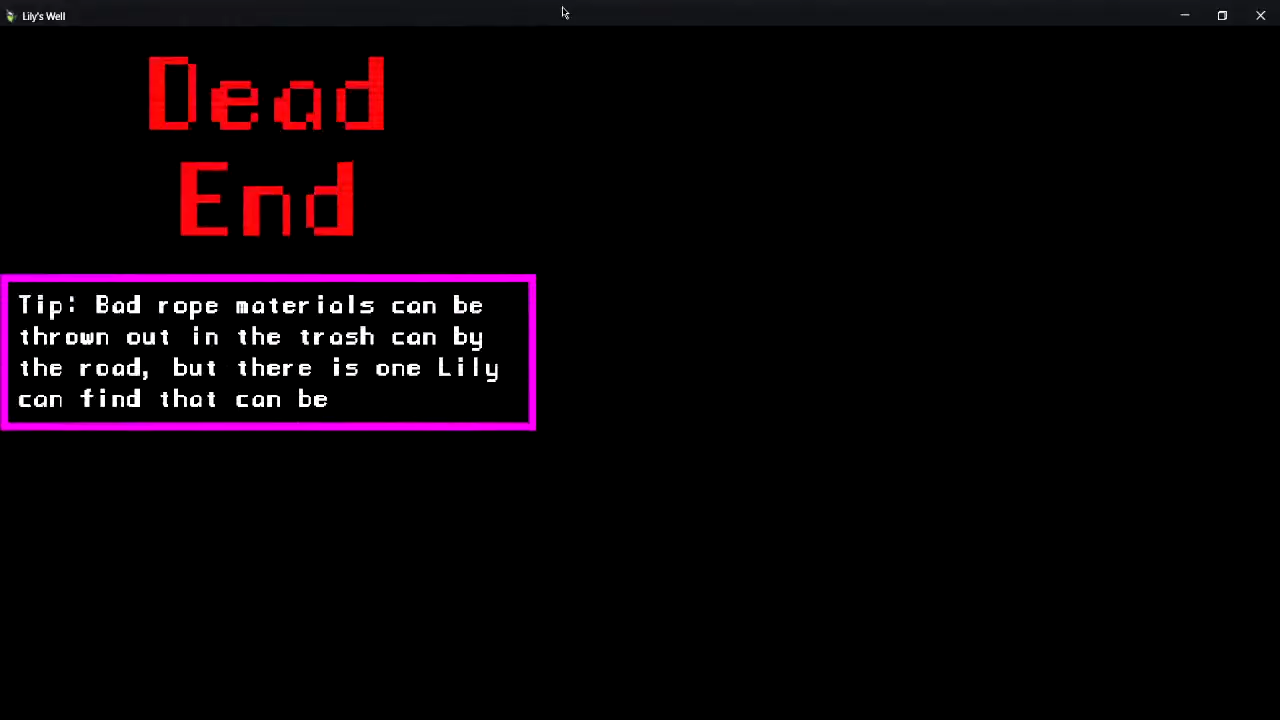 Lily's Well
Dead
End
Tip: Bad rope materials can be
thrown out in the trash can by
the road, but there is one Lily
can find that can be